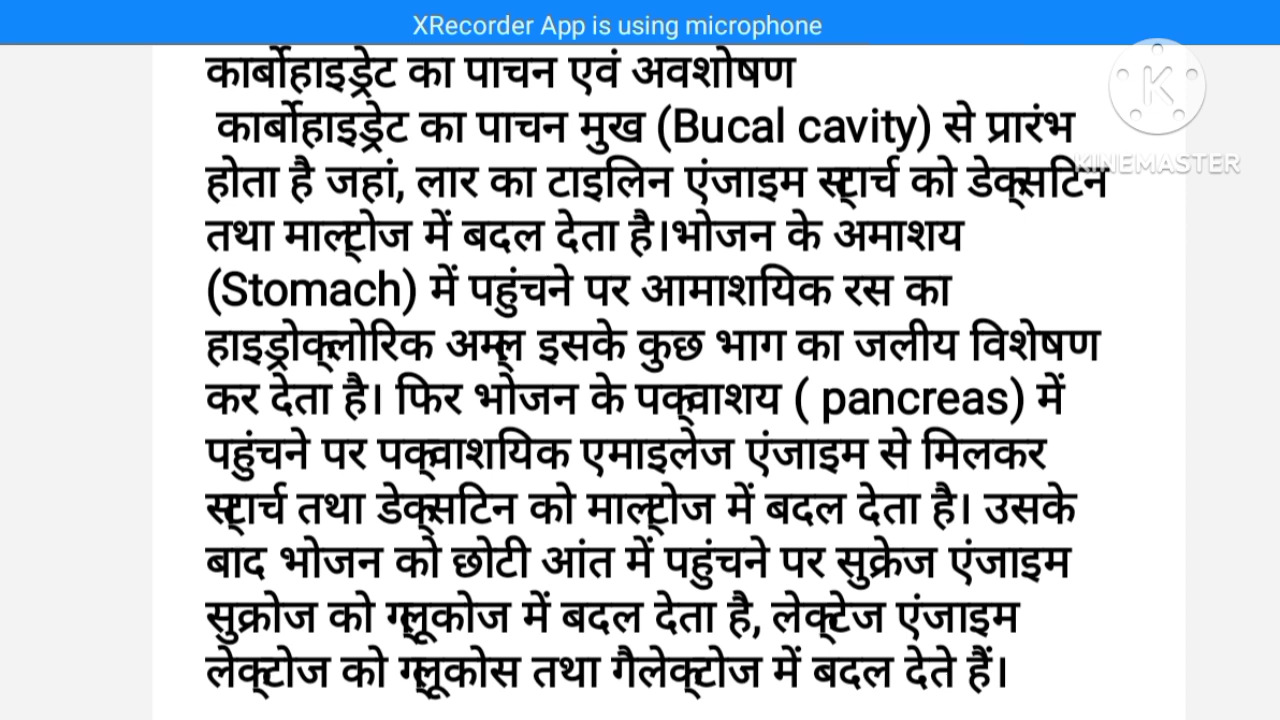 XRecorder App is using microphone
कार्बोहाइड्रेट का पाचन एवं अवशोषण
कार्बोहाइड्रेट का पाचन मुख (Bucal cavity) से प्रारंभ
K
KINEMASTER
होता है जहां, लार का टाइलिन एंजाइम स्टार्च को डेक्सटिन
तथा माल्टोज में बदल देता है।भोजन के अमाशय
(Stomach) में पहुंचने पर आमाशयिक रस का
हाइड्रोक्लोरिक अम्ल इसके कुछ भाग का जलीय विशेषण
कर देता है। फिर भोजन के पक्वाशय ( pancreas) में
पहुंचने पर पक्वाशयिक एमाइलेज एंजाइम से मिलकर
स्टार्च तथा डेक्सटिन को माल्टोज में बदल देता है। उसके
बाद भोजन को छोटी आंत में पहुंचने पर सुक्रेज एंजाइम
सुक्रोज को ग्लूकोज में बदल देता है, लेक्टेज एंजाइम
लेक्टोज को ग्लूकोस तथा गैलेक्टोज में बदल देते हैं।